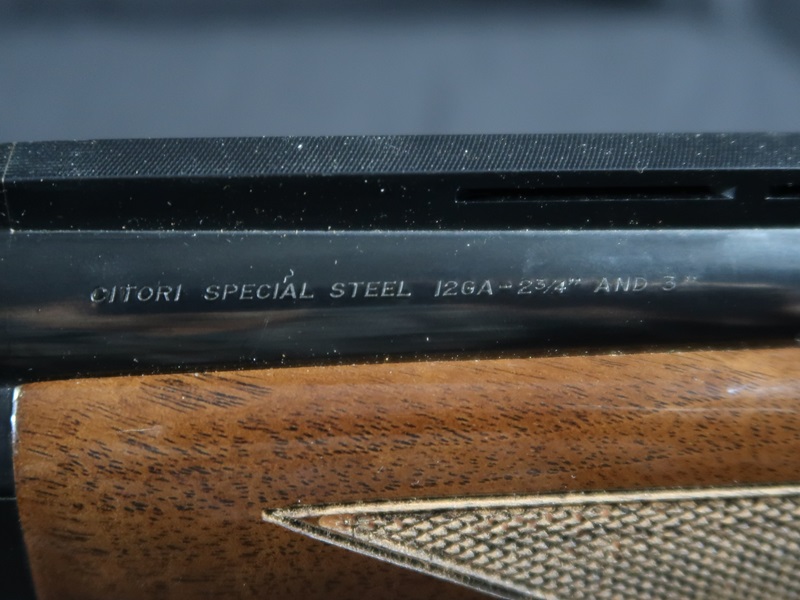 CITORI SPECIAL STEEL 12GA-2¾" AND 3"